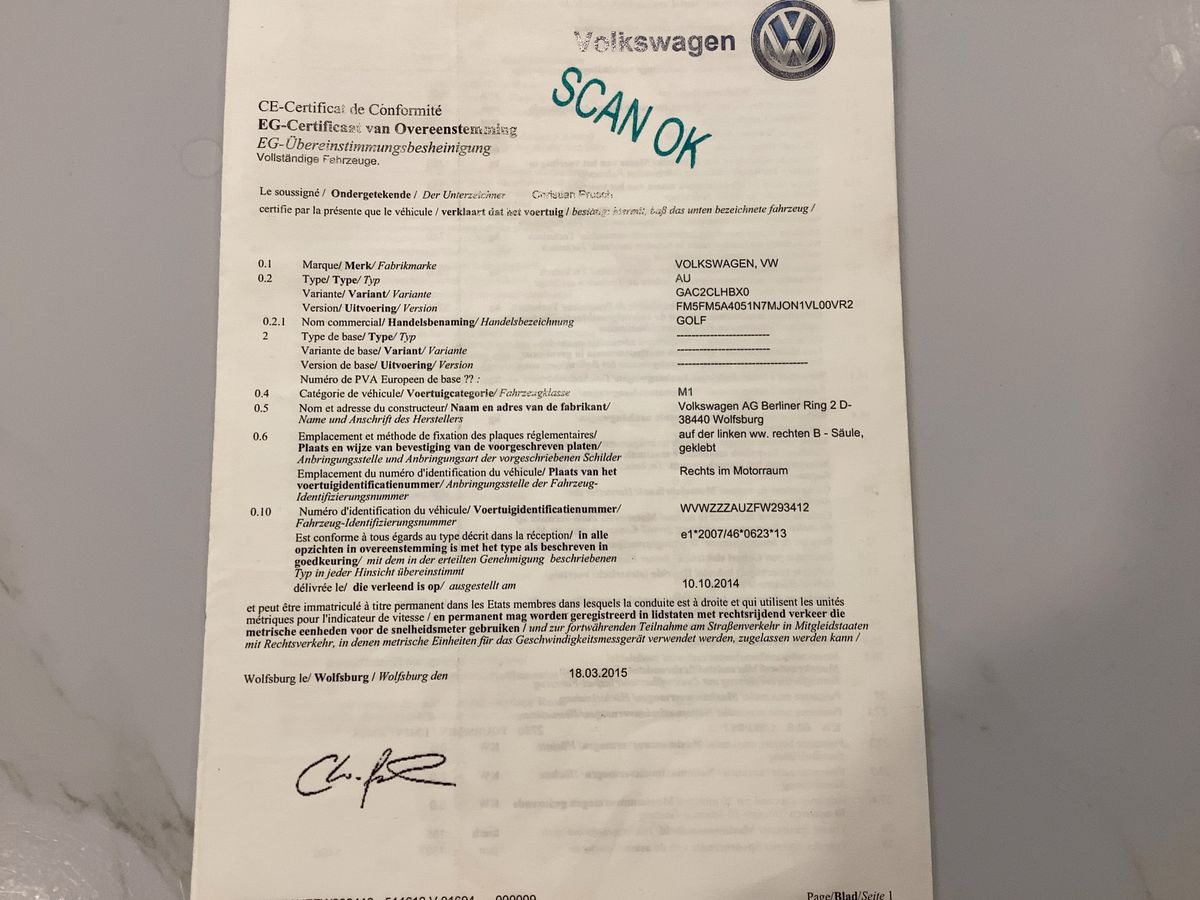 Volkswagen
SCAN OK
CE-Certificat de Conformité
EG-Certificaat van Overeenstemming
EG-Übereinstimmungsbesheinigung
Vollständige Fahrzeuge.
Le soussigné / Ondergetekende / Der Unterzeichner Christian Prusch
certifie par la présente que le véhicule / verklaart dat het voertuig / hiermit, daß das unten bezeichnete fahrzeug /
0.1 Marque/ Merk/ Fabrikmarke VOLKSWAGEN, VW
0.2 Type/ Type/ Typ AU
Variante/ Variant/ Variante GAC2CLHBX0
Version/ Uitvoering/ Version FM5FM5A4051N7MJON1VL00VR2
0.2.1 Nom commercial/ Handelsbenaming/ Handelsbezeichnung GOLF
2 Type de base/ Type/ Typ --------------------
Variante de base/ Variant/ Variante --------------------
Version de base/ Uitvoering/ Version ----------------------------
Numéro de PVA Europeen de base ?? :
0.4 Catégorie de véhicule/ Voertuigcategorie/ Fahrzeugklasse M1
0.5 Nom et adresse du constructeur/ Naam en adres van de fabrikant/ Volkswagen AG Berliner Ring 2 D-
Name und Anschrift des Herstellers 38440 Wolfsburg
0.6 Emplacement et méthode de fixation des plaques réglementaires/ auf der linken ww. rechten B - Säule,
Plaats en wijze van bevestiging van de voorgeschreven platen/ geklebt
Anbringungsstelle und Anbringungsart der vorgeschriebenen Schilder
Emplacement du numéro d'identification du véhicule/ Plaats van het Rechts im Motorraum
voertuigidentificatienummer/ Anbringungsstelle der Fahrzeug-
Identifizierungsnummer
0.10 Numéro d'identification du véhicule/ Voertuigidentificatienummer/ WVWZZZAUZFW293412
Fahrzeug-Identifizierungsnummer
Est conforme à tous égards au type décrit dans la réception/ in alle e1*2007/46*0623*13
opzichten in overeenstemming is met het type als beschreven in
goedkeuring/ mit dem in der erteilten Genehmigung beschriebenen
Typ in jeder Hinsicht übereinstimmt
délivrée le/ die verleend is op/ ausgestellt am 10.10.2014
et peut être immatriculé à titre permanent dans les Etats membres dans lesquels la conduite est à droite et qui utilisent les unités
métriques pour l'indicateur de vitesse / en permanent mag worden geregistreerd in lidstaten met rechtsrijdend verkeer die
metrische eenheden voor de snelheidsmeter gebruiken / und zur fortwährenden Teilnahme am Straßenverkehr in Mitgleidstaaten
mit Rechtsverkehr, in denen metrische Einheiten für das Geschwindigkeitsmessgerät verwendet werden, zugelassen werden kann /
Wolfsburg le/ Wolfsburg / Wolfsburg den 18.03.2015
Page/Blad/Seite 1